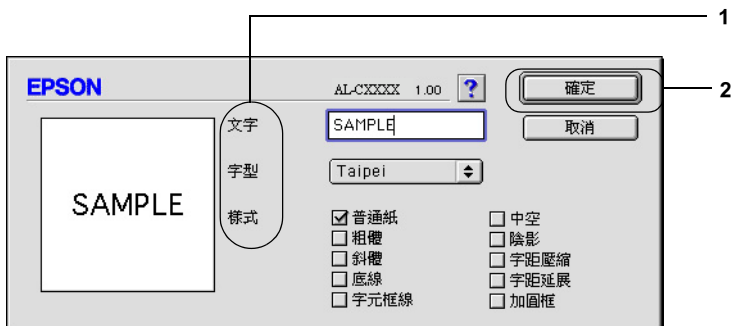 1
EPSON
AL-CXXXX 1.00 ?
確定
2
文字
SAMPLE
取消
字型
Taipei
SAMPLE
樣式
普通紙
中空
粗體
陰影
斜體
字距壓縮
底線
字距延展
字元框線
加圓框